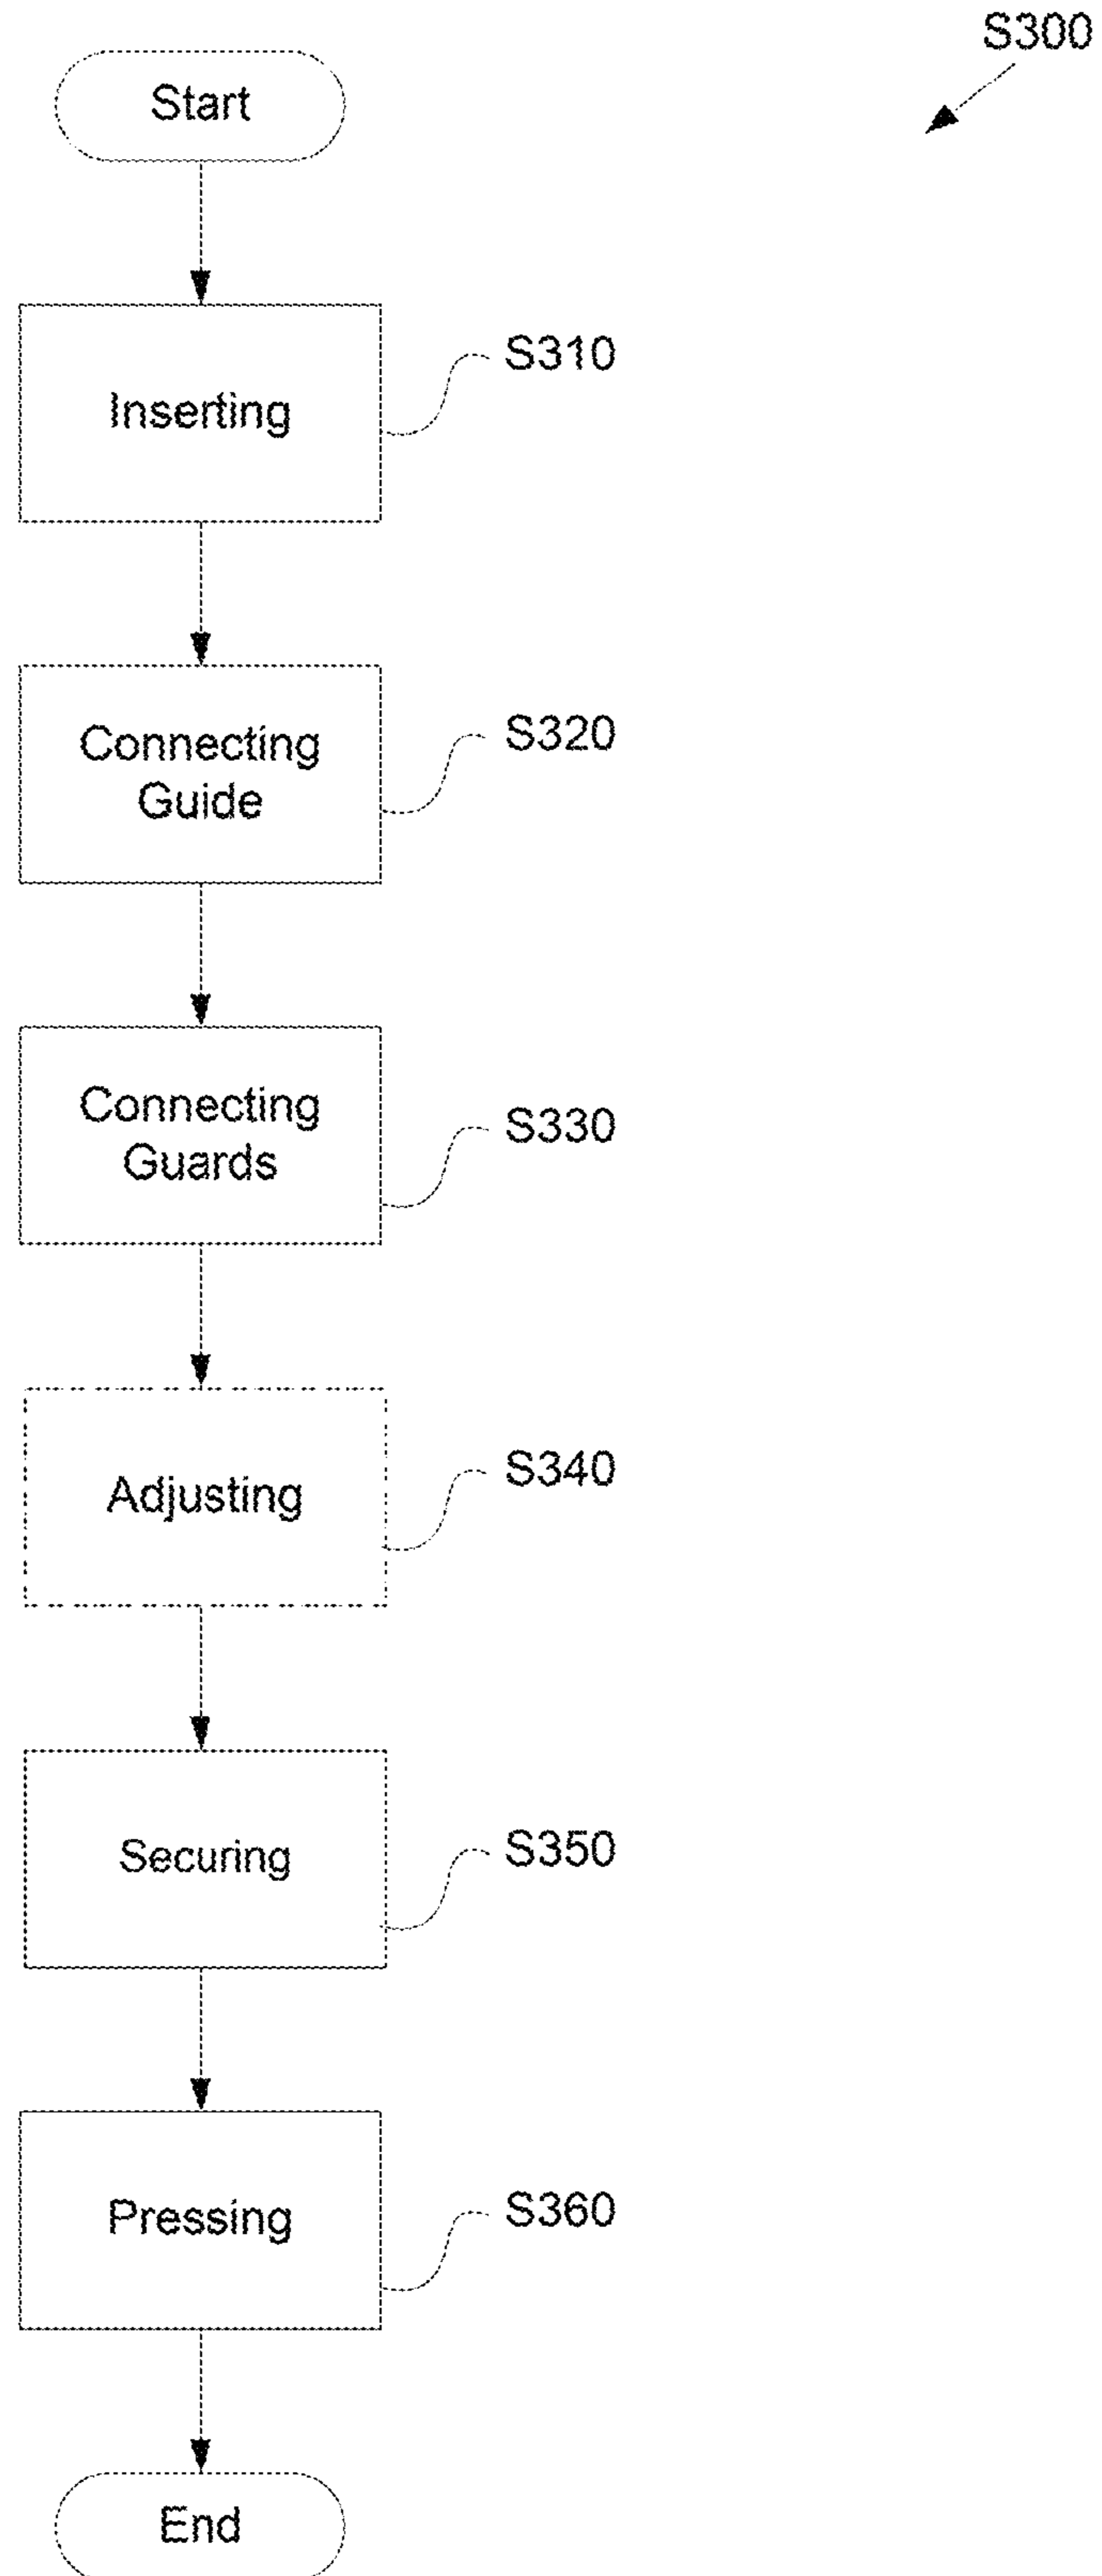 S300
Start
Inserting
S310
Connecting
Guide
S320
Connecting
Guards
S330
Adjusting
S340
Securing
S350
Pressing
S360
End